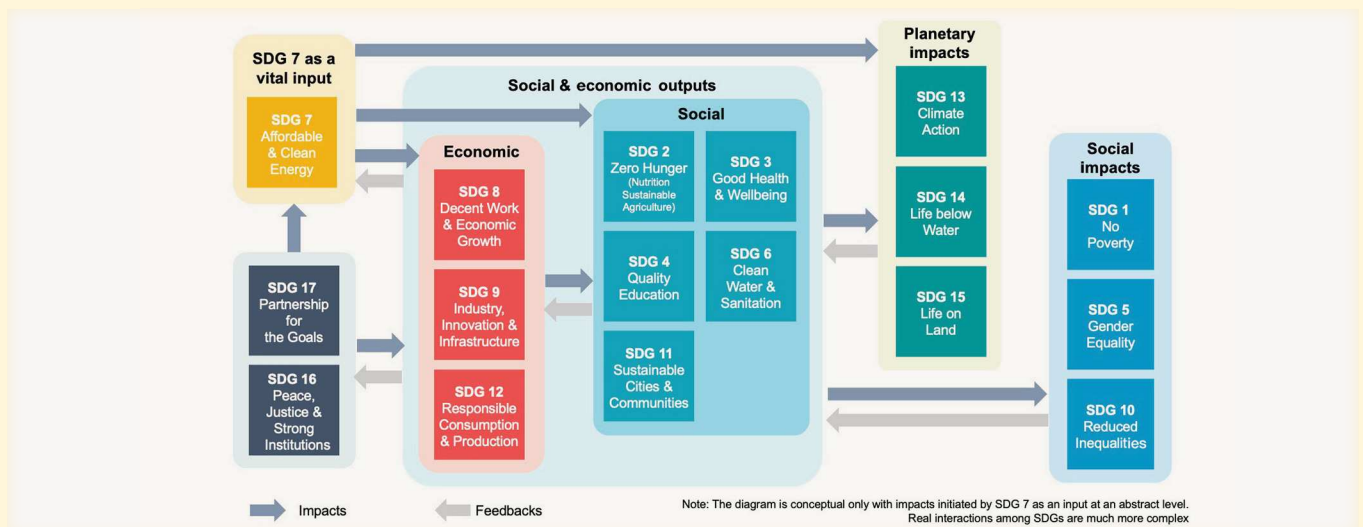 SDG 7 as a
vital input
SDG 7
Affordable
& Clean
Energy
SDG 17
Partnership
for
the Goals
SDG 16
Peace,
Justice &
Strong
Institutions
Social & economic outputs
Economic
SDG 8
Decent Work
& Economic
Growth
SDG 9
Industry,
Innovation &
Infrastructure
SDG 12
Responsible
Consumption
& Production
Social
SDG 2
Zero Hunger
(Nutrition
Sustainable
Agriculture)
SDG 3
Good Health
& Wellbeing
SDG 4
Quality
Education
SDG 6
Clean
Water &
Sanitation
SDG 11
Sustainable
Cities &
Communities
Planetary
impacts
SDG 13
Climate
Action
SDG 14
Life below
Water
SDG 15
Life on
Land
Social
impacts
SDG 1
No
Poverty
SDG 5
Gender
Equality
SDG 10
Reduced
Inequalities
Impacts
Feedbacks
Note: The diagram is conceptual only with impacts initiated by SDG 7 as an input at an abstract level.
Real interactions among SDGs are much more complex